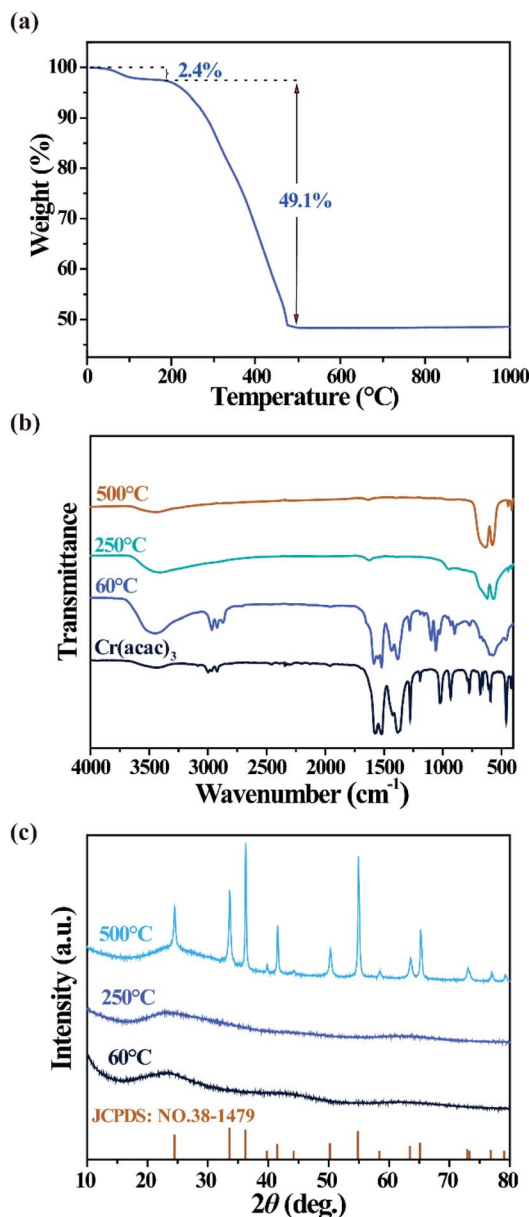 (a)
100
90
80
70
60
50
2.4%
49.1%
Weight (%)
0 200 400 600 800 1000
Temperature (°C)
(b)
500°C
250°C
60°C
Cr(acac)3
Transmittance
4000 3500 3000 2500 2000 1500 1000 500
Wavenumber (cm-1)
(c)
500°C
250°C
60°C
JCPDS: NO.38-1479
Intensity (a.u.)
10 20 30 40 50 60 70 80
2θ (deg.)